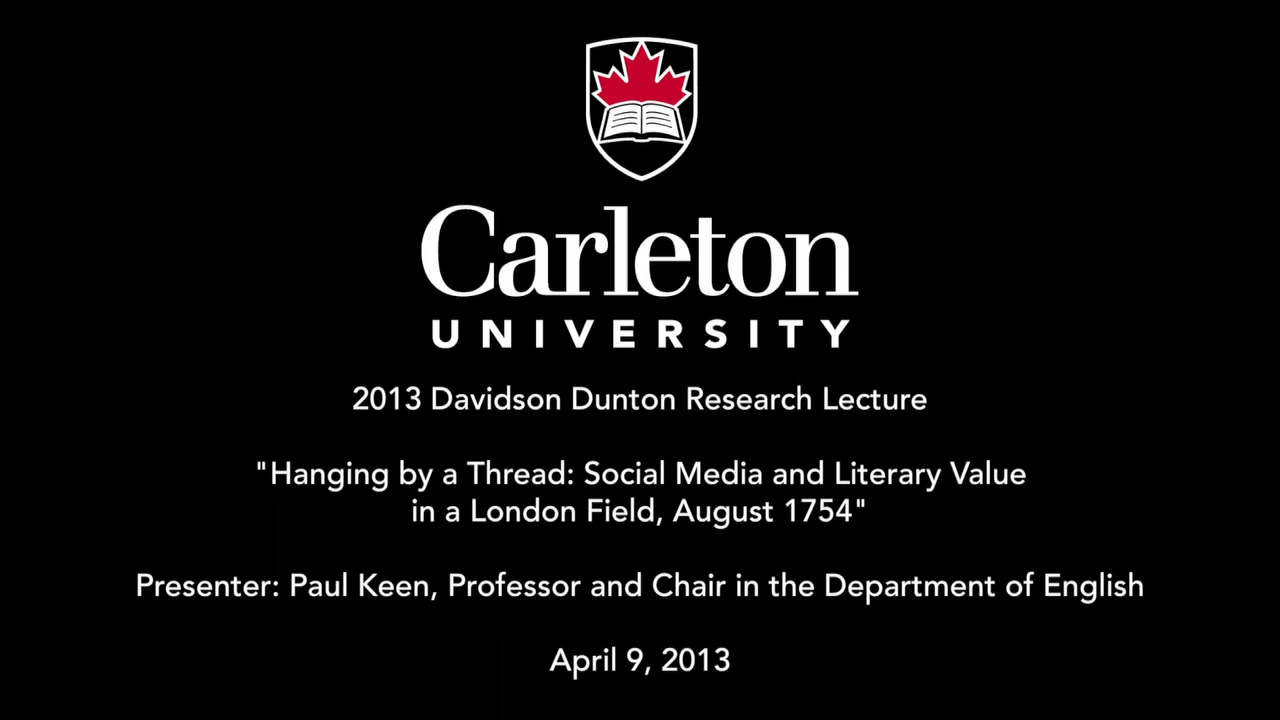 Carleton
UNIVERSITY
2013 Davidson Dunton Research Lecture
"Hanging by a Thread: Social Media and Literary Value
in a London Field, August 1754"
Presenter: Paul Keen, Professor and Chair in the Department of English
April 9, 2013